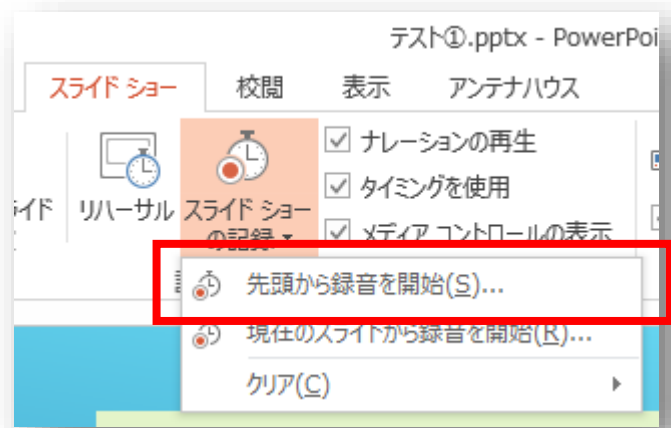 テスト①.pptx - PowerPoi
スライド ショー 校閲 表示 アンテナハウス
ナレーションの再生
タイミングを使用
イド リハーサル スライド ショー
の記録 メディア コントロールの表示
先頭から録音を開始(S)...
現在のスライドから録音を開始(R)...
クリア(C)